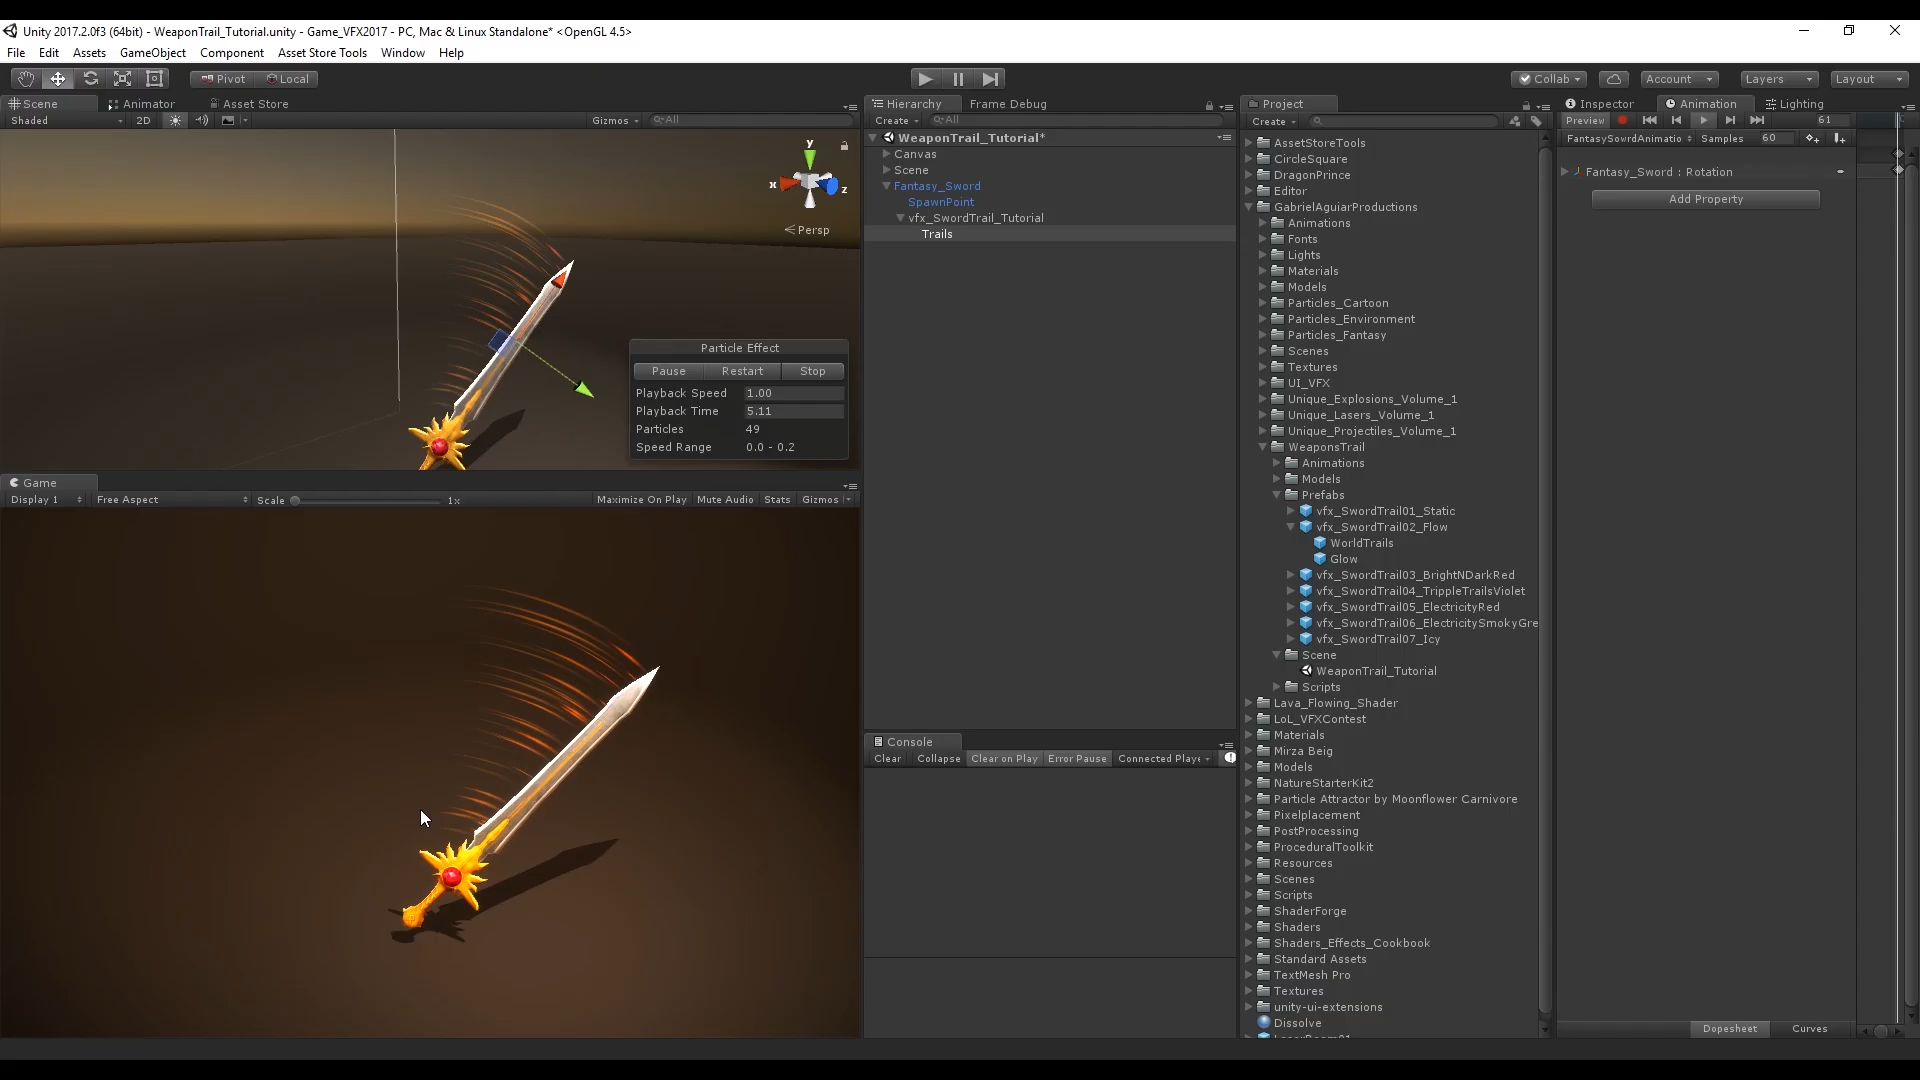 Unity 2017.2.0f3 (64bit) - WeaponTrail_Tutorial.unity - Game_VFX2017 - PC, Mac & Linux Standalone* <OpenGL 4.5>
File Edit Assets GameObject Component Asset Store Tools Window Help
Pivot Local Collab Account Layers Layout
Scene Animator Asset Store
Shaded 2D Gizmos All
y
x
z
Persp
Particle Effect
Pause Restart Stop
Playback Speed 1.00
Playback Time 5.11
Particles 49
Speed Range 0.0 - 0.2
Game
Display 1 Free Aspect Scale 1x Maximize On Play Mute Audio Stats Gizmos
Hierarchy Frame Debug
Create All
WeaponTrail_Tutorial*
Canvas
Scene
Fantasy_Sword
SpawnPoint
vfx_SwordTrail_Tutorial
Trails
Console
Clear Collapse Clear on Play Error Pause Connected Playe
Project
Create
AssetStoreTools
CircleSquare
DragonPrince
Editor
GabrielAguiarProductions
Animations
Fonts
Lights
Materials
Models
Particles_Cartoon
Particles_Environment
Particles_Fantasy
Scenes
Textures
UI_VFX
Unique_Explosions_Volume_1
Unique_Lasers_Volume_1
Unique_Projectiles_Volume_1
WeaponsTrail
Animations
Models
Prefabs
vfx_SwordTrail01_Static
vfx_SwordTrail02_Flow
WorldTrails
Glow
vfx_SwordTrail03_BrightNDarkRed
vfx_SwordTrail04_TrippleTrailsViolet
vfx_SwordTrail05_ElectricityRed
vfx_SwordTrail06_ElectricitySmokyGre
vfx_SwordTrail07_Icy
Scene
WeaponTrail_Tutorial
Scripts
Lava_Flowing_Shader
LoL_VFXContest
Materials
Mirza Beig
Models
NatureStarterKit2
Particle Attractor by Moonflower Carnivore
Pixelplacement
PostProcessing
ProceduralToolkit
Resources
Scenes
Scripts
ShaderForge
Shaders
Shaders_Effects_Cookbook
Standard Assets
TextMesh Pro
Textures
unity-ui-extensions
Dissolve
Inspector Animation Lighting
Preview 61
FantasySowrdAnimatio Samples 60
Fantasy_Sword : Rotation
Add Property
Dopesheet Curves